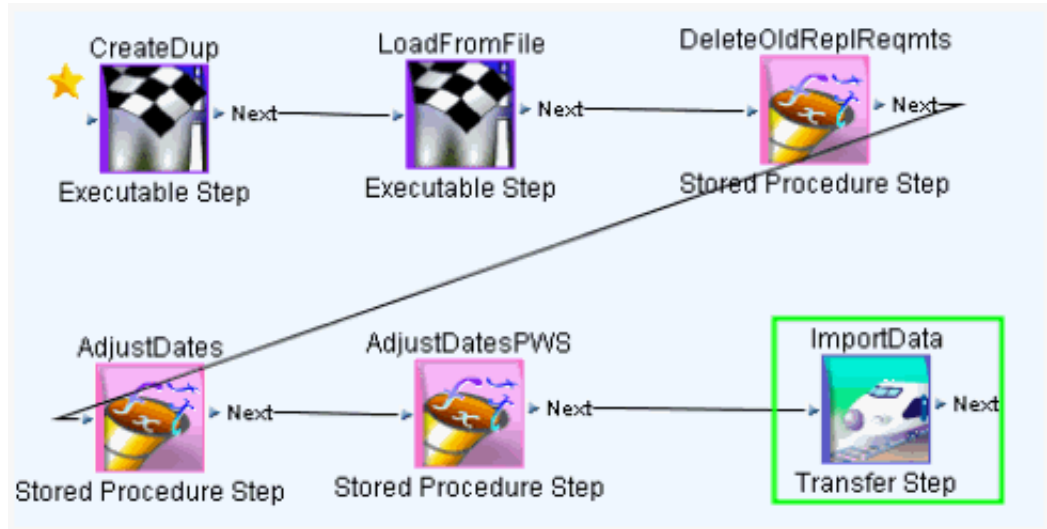 CreateDup
LoadFromFile
DeleteOldReplReqmts
Next
Next
Next
Executable Step
Executable Step
Stored Procedure Step
AdjustDates
AdjustDatesPWS
ImportData
Next
Next
Next
Stored Procedure Step
Stored Procedure Step
Transfer Step